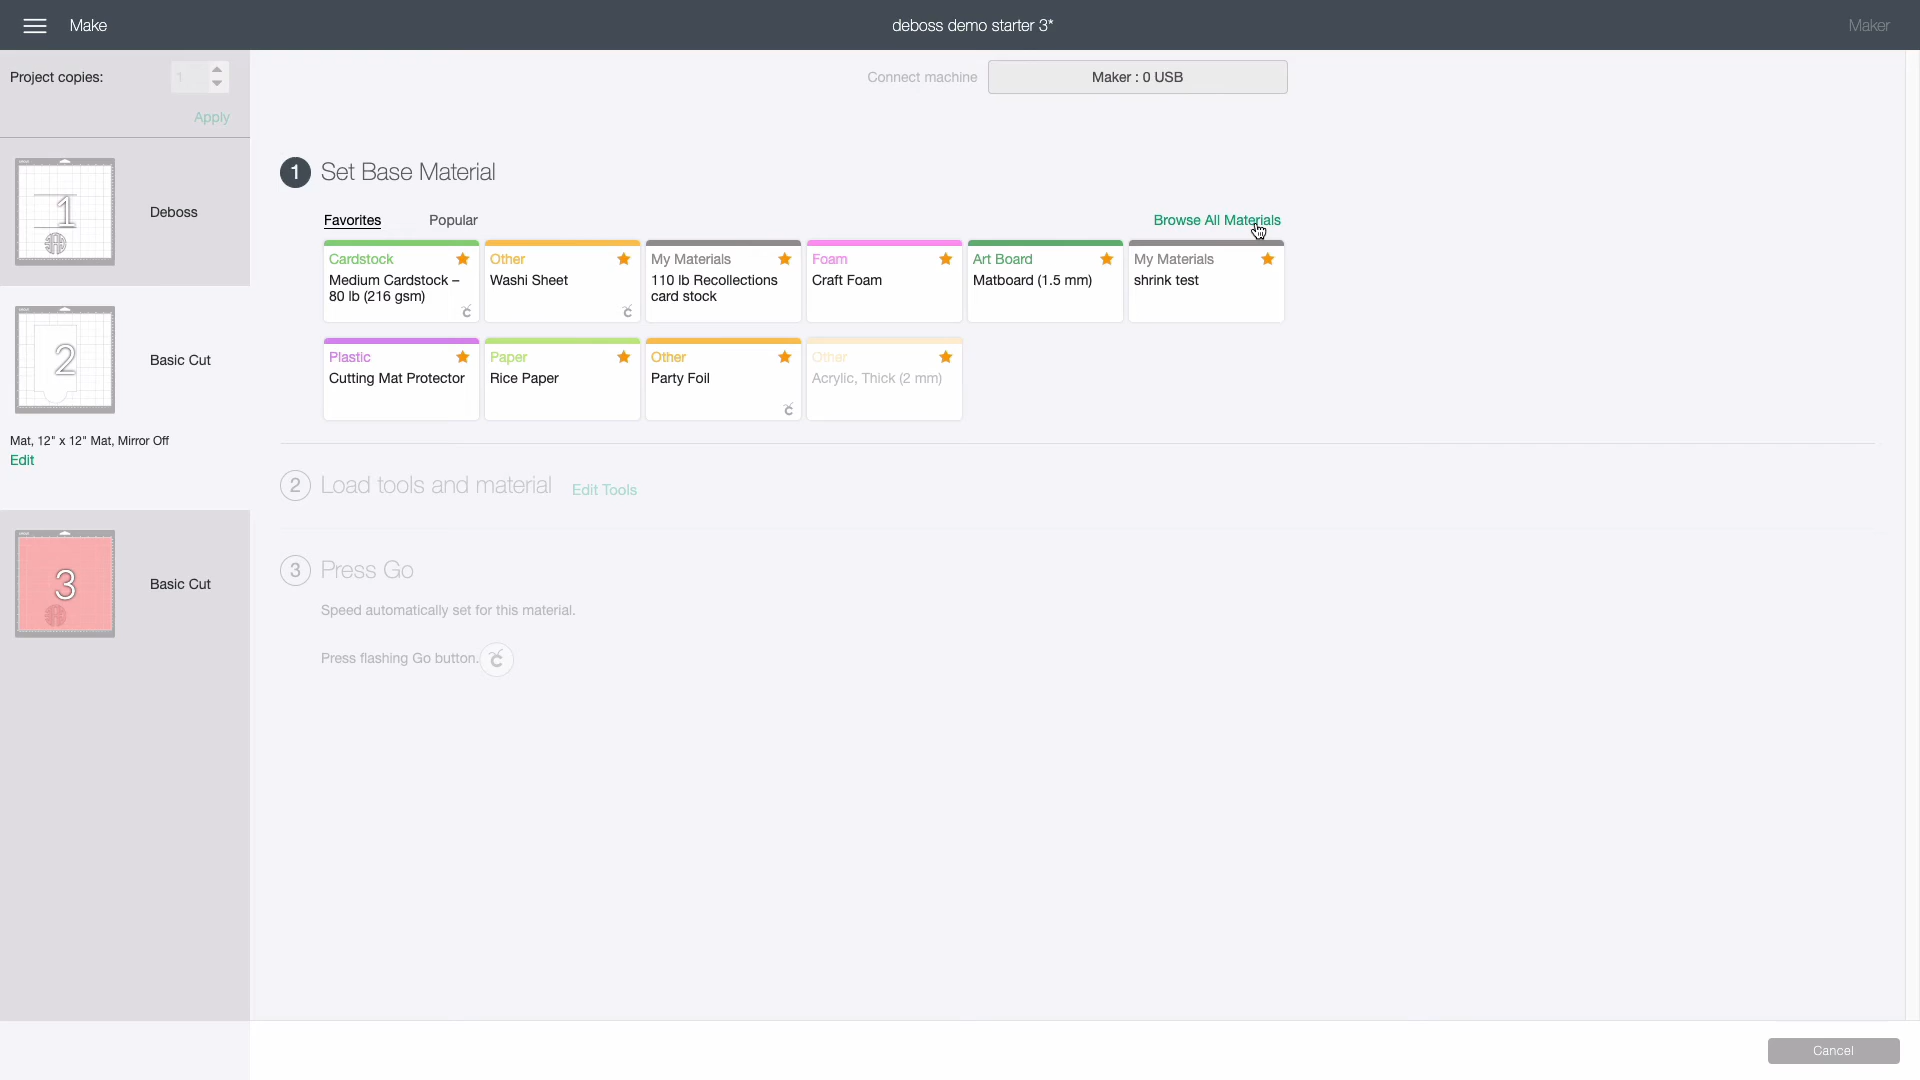 Make
deboss demo starter 3*
Maker
Project copies:
1
Apply
Connect machine
Maker : 0 USB
1
Deboss
2
Basic Cut
Mat, 12" x 12" Mat, Mirror Off
Edit
3
Basic Cut
1 Set Base Material
Favorites
Popular
Browse All Materials
Cardstock
Medium Cardstock –
80 lb (216 gsm)
Other
Washi Sheet
My Materials
110 lb Recollections
card stock
Foam
Craft Foam
Art Board
Matboard (1.5 mm)
My Materials
shrink test
Plastic
Cutting Mat Protector
Paper
Rice Paper
Other
Party Foil
Other
Acrylic, Thick (2 mm)
2 Load tools and material
Edit Tools
3 Press Go
Speed automatically set for this material.
Press flashing Go button.
Cancel